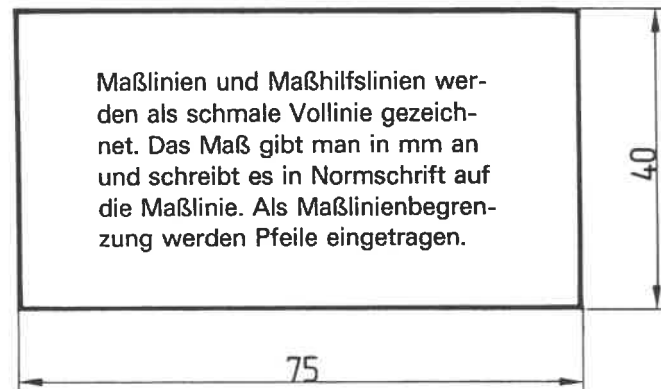 Maßlinien und Maßhilfslinien wer-
den als schmale Vollinie gezeich-
net. Das Maß gibt man in mm an
und schreibt es in Normschrift auf
die Maßlinie. Als Maßlinienbegren-
zung werden Pfeile eingetragen.
40
75